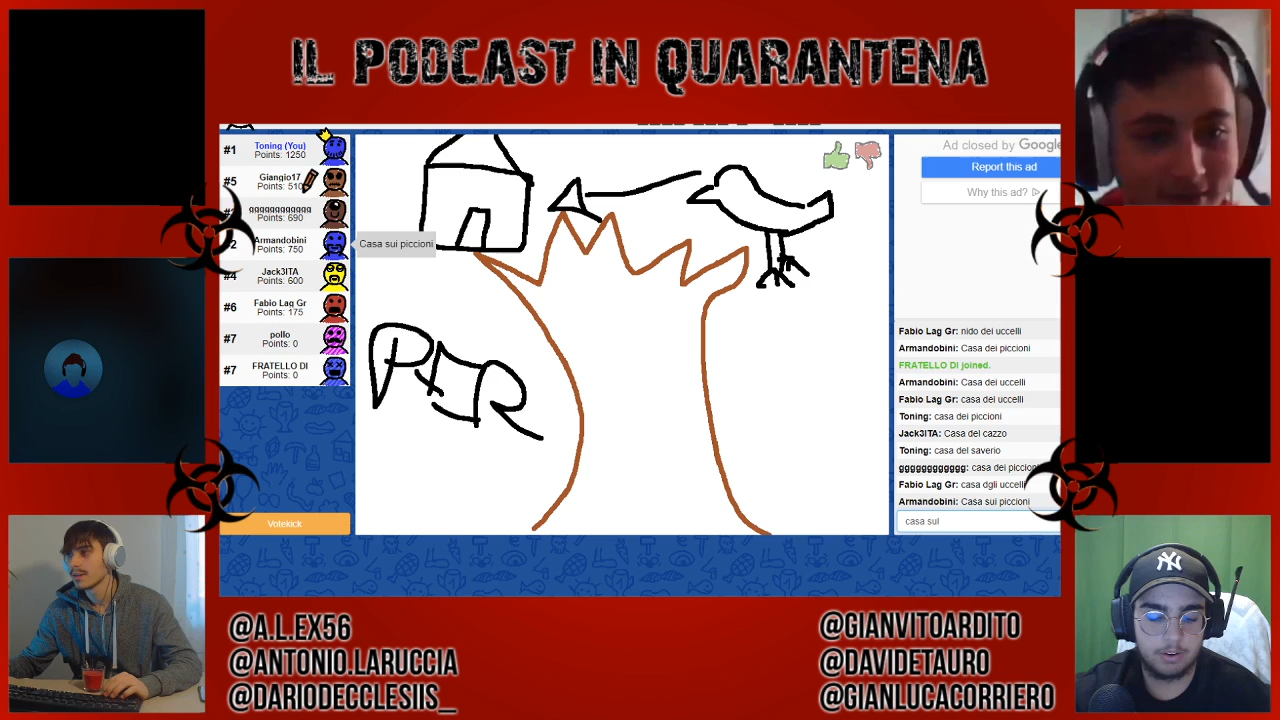 IL PODCAST IN QUARANTENA
#1 Toning (You)
Points: 1250
#5 Giangio17
Points: 510
gggggggggggg
Points: 690
Armandobini
Points: 750
#4 Jack3ITA
Points: 600
#6 Fabio Lag Gr
Points: 175
#7 pollo
Points: 0
#7 FRATELLO DI
Points: 0
Casa sui piccioni
PER
Votekick
Ad closed by Google
Report this ad
Why this ad?
Fabio Lag Gr: nido dei uccelli
Armandobini: Casa dei piccioni
FRATELLO DI joined.
Armandobini: Casa dei uccelli
Fabio Lag Gr: casa dei uccelli
Toning: casa dei piccioni
Jack3ITA: Casa del cazzo
Toning: casa del saverio
gggggggggggg: casa dei piccioni
Fabio Lag Gr: casa dgli uccelli
Armandobini: Casa sui piccioni
casa sul
@A.L.EX56
@ANTONIO.LARUCCIA
@DARIODECCLESIIS_
@GIANVITOARDITO
@DAVIDETAURO
@GIANLUCACORRIERO